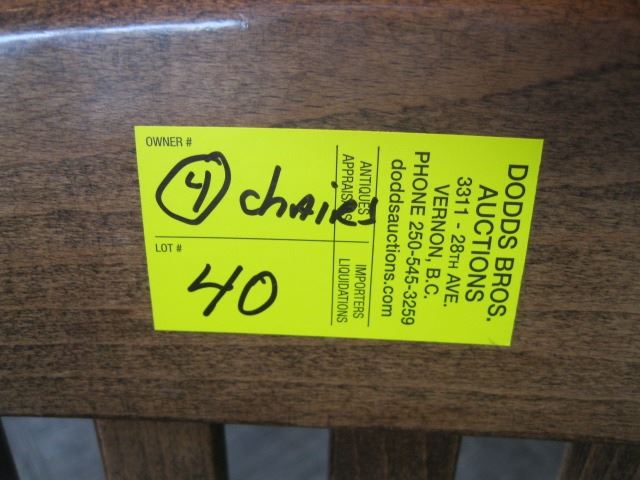 OWNER #
4 chairs
LOT #
40
ANTIQUES
APPRAISALS
IMPORTERS
LIQUIDATIONS
DODDS BROS.
AUCTIONS
3311 - 28TH AVE.
VERNON, B.C.
PHONE 250-545-3259
doddsauctions.com